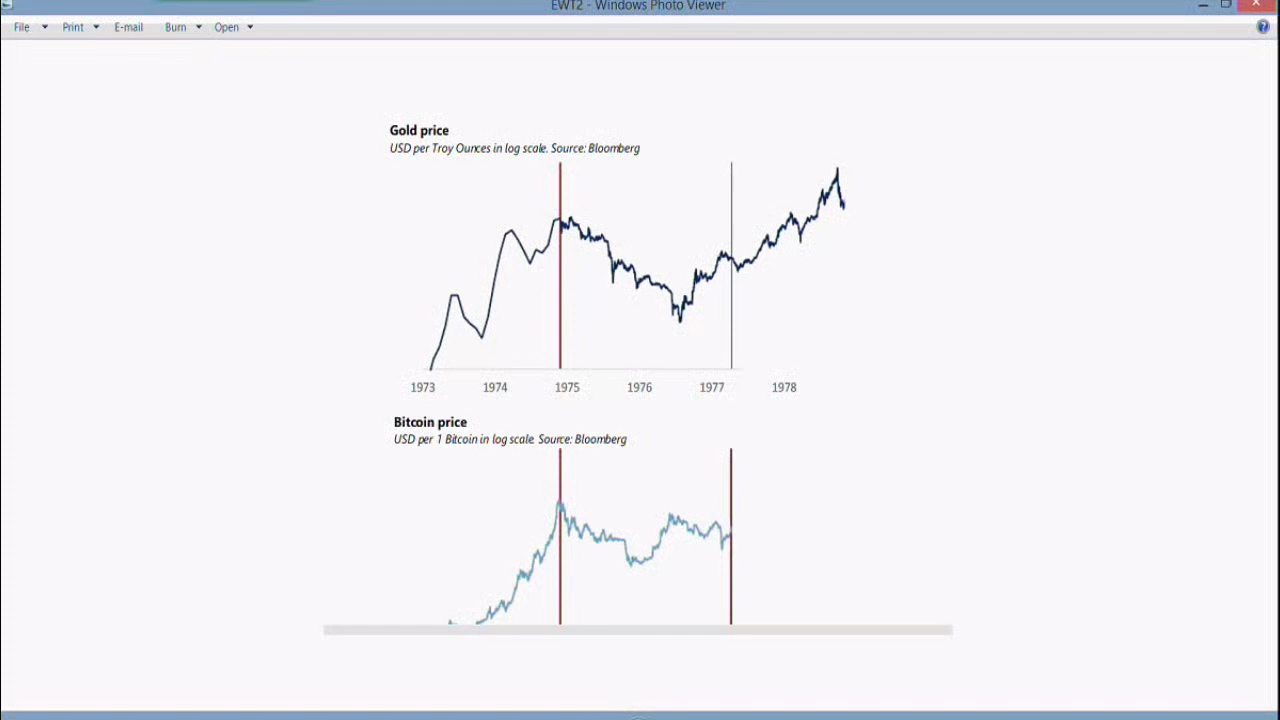 EWT2 - Windows Photo Viewer
File Print E-mail Burn Open
Gold price
USD per Troy Ounces in log scale. Source: Bloomberg
1973 1974 1975 1976 1977 1978
Bitcoin price
USD per 1 Bitcoin in log scale. Source: Bloomberg